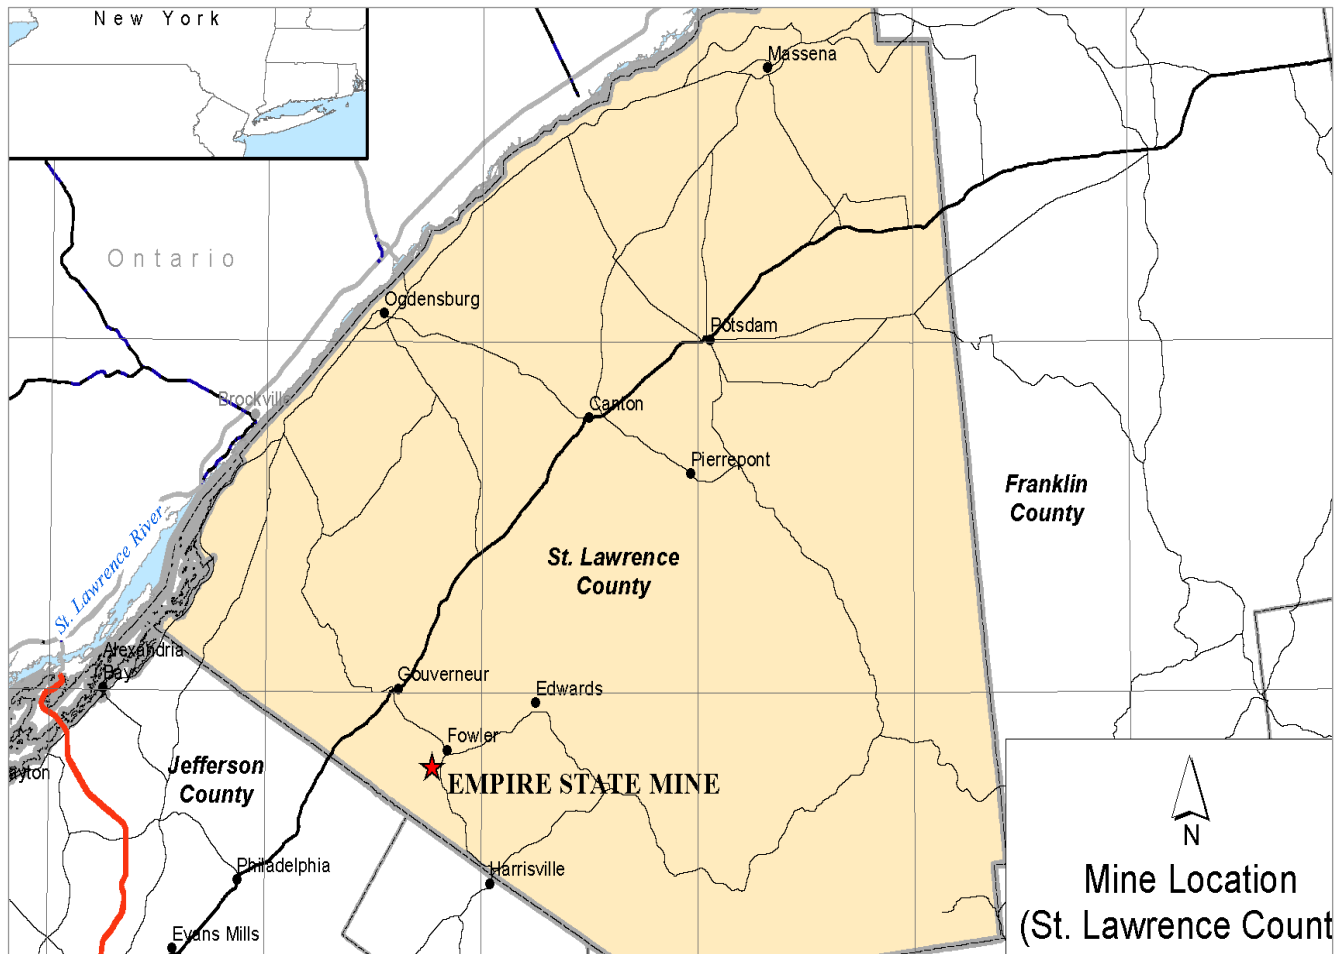 New York
Massena
Ontario
Ogdensburg
Potsdam
Brockville
Canton
Pierrepont
Franklin
County
St. Lawrence River
St. Lawrence
County
Alexandria
Bay
Gouverneur
Edwards
Fowler
Jefferson
County
ayton
EMPIRE STATE MINE
N
Harrisville
Philadelphia
Mine Location
(St. Lawrence Count
Evans Mills